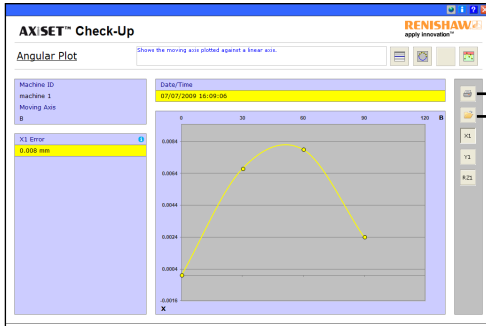 AXISET™ Check-Up
RENISHAW
apply innovation™
Angular Plot
Shows the moving axis plotted against a linear axis.
Machine ID
machine 1
Moving Axis
B
X1 Error
0.008 mm
Date/Time
07/07/2009 16:09:06
0 30 60 90 120 B
0.0084
0.0064
0.0044
0.0024
0.0004
-0.0016
X
X1
Y1
RZ1